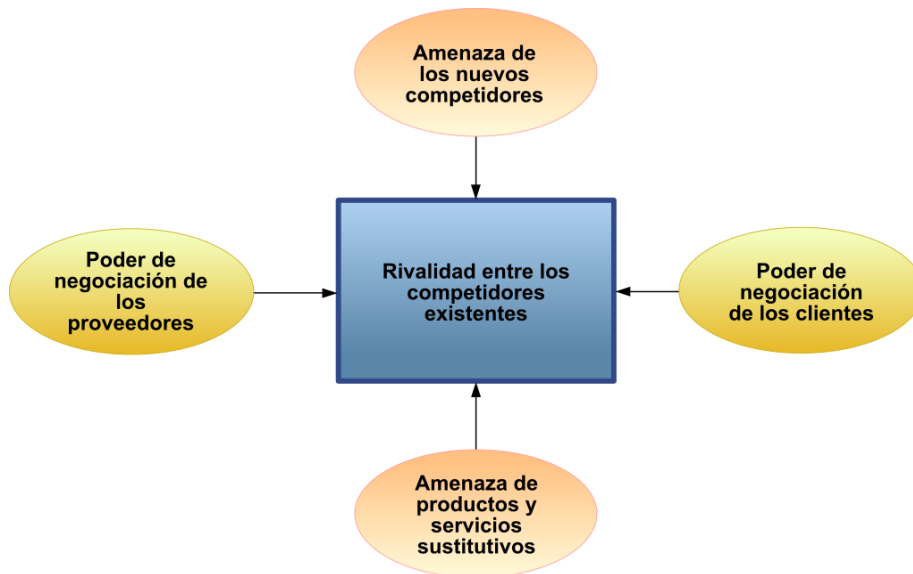 Amenaza de
los nuevos
competidores
Poder de
negociación de
los
proveedores
Rivalidad entre los
competidores
existentes
Poder de
negociación
de los clientes
Amenaza de
productos y
servicios
sustitutivos